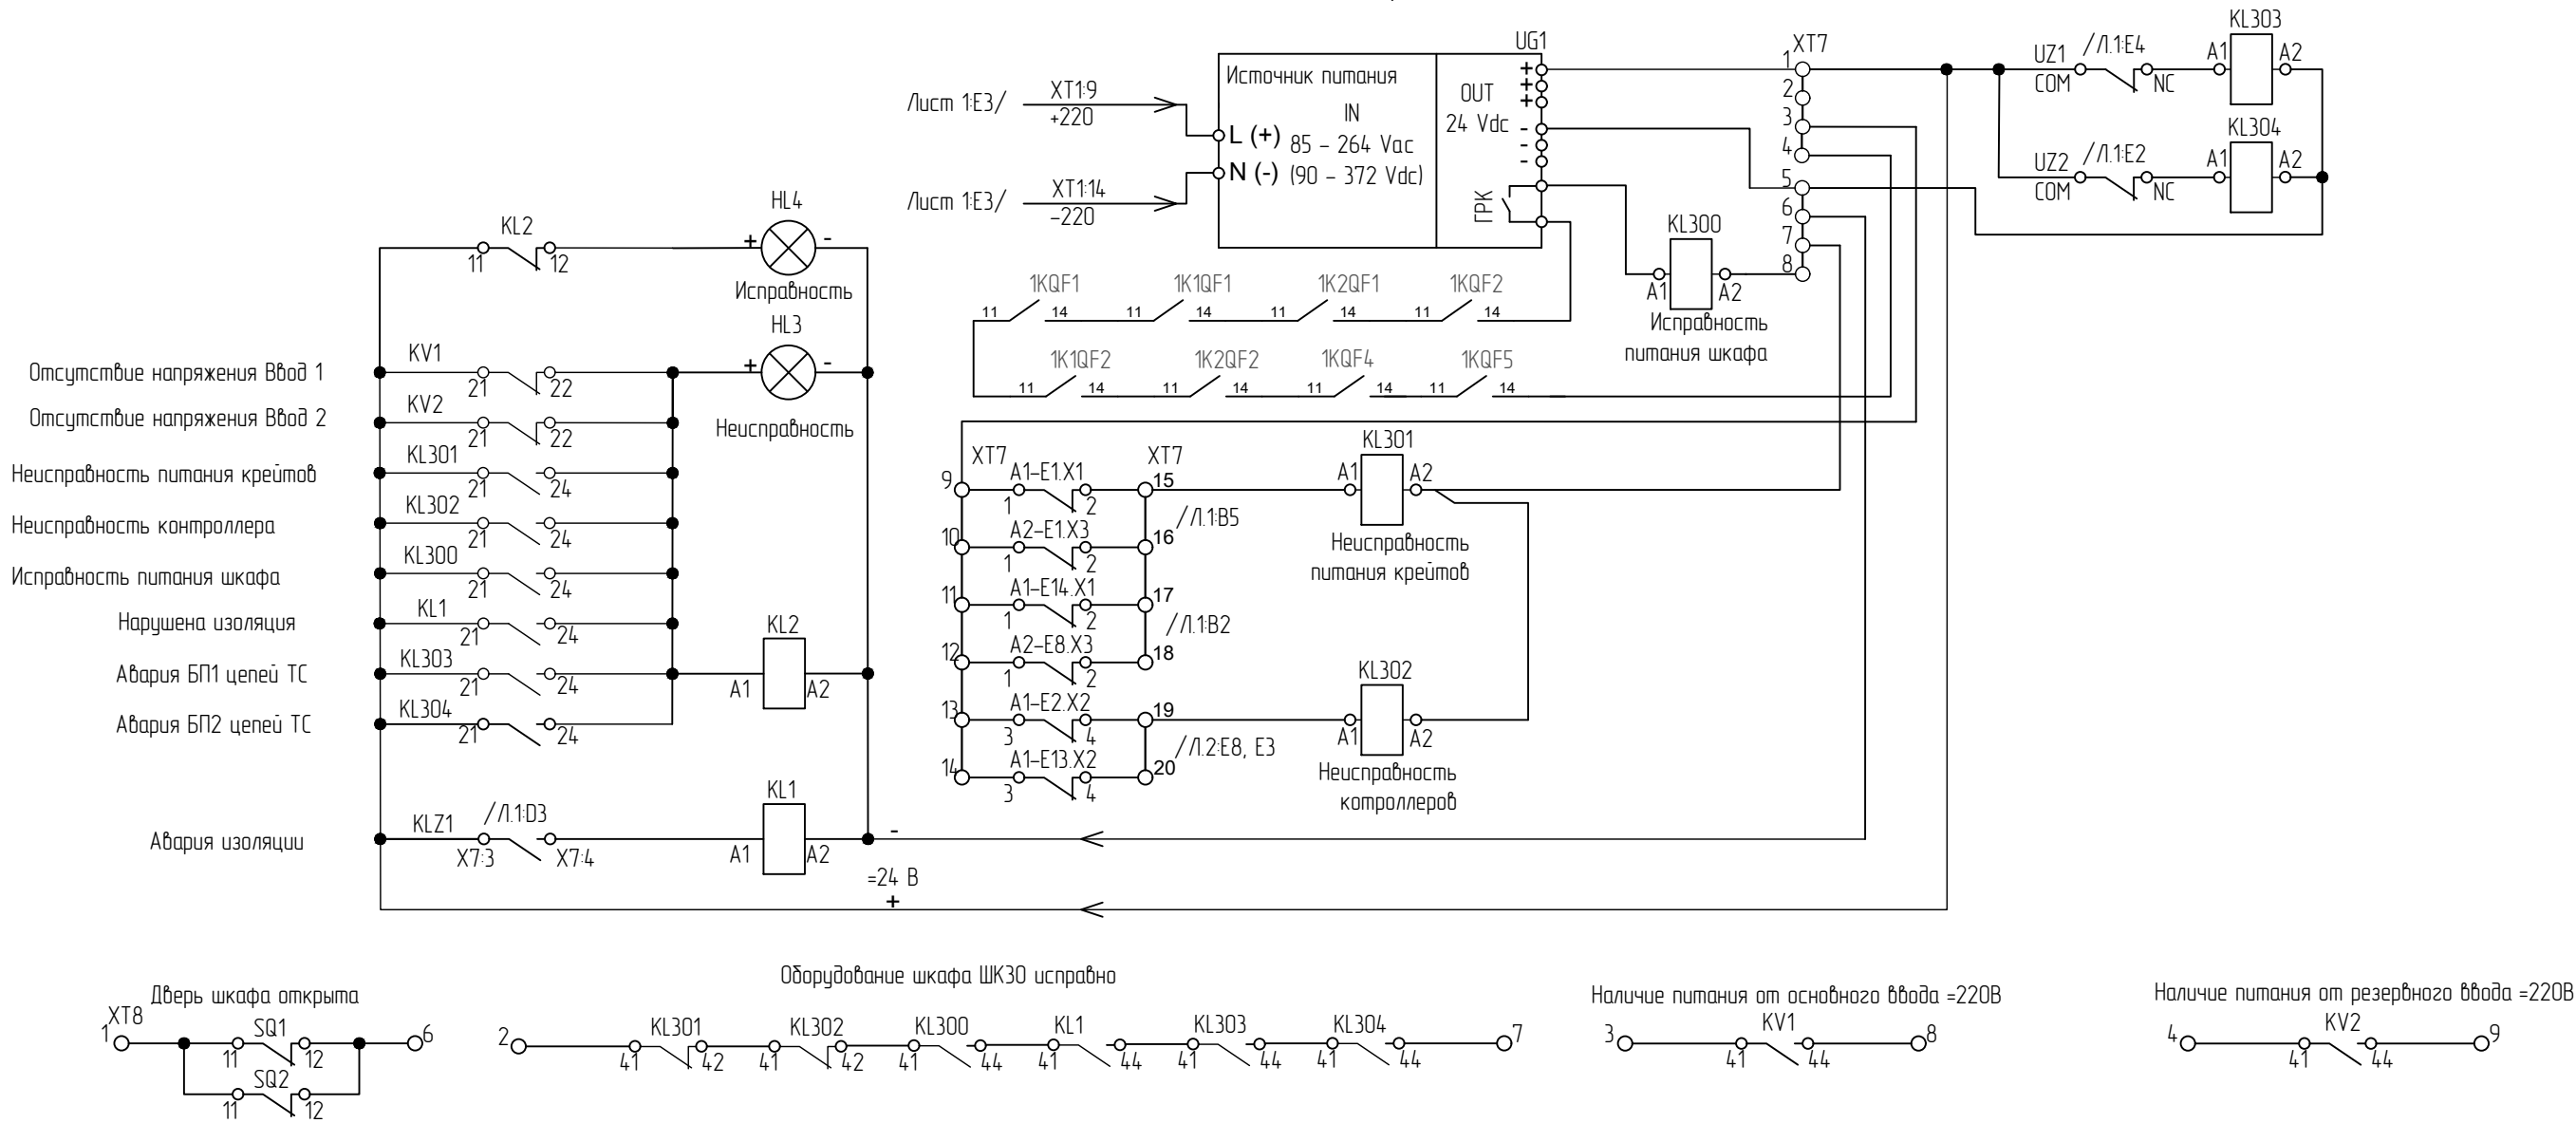 KL303
UG1
XT7
UZ1
/Л.1:E4
A1
A2
COM
NC
Источник питания
IN
85 – 264 Vac
(90 – 372 Vdc)
OUT
24 Vdc
+
+
+
-
-
-
L (+)
N (-)
ГРК
Лист 1:E3/
XT1:9
+220
Лист 1:E3/
XT1:14
–220
1
2
3
4
5
6
7
8
KL304
UZ2
/Л.1:E2
A1
A2
COM
NC
KL300
A1
A2
Исправность
питания шкафа
HL4
KL2
11
12
+
-
Исправность
HL3
+
-
Неисправность
1KQF1
1K1QF1
1K2QF1
1KQF2
11
14
11
14
11
14
11
14
1K1QF2
1K2QF2
1KQF4
1KQF5
11
14
11
14
11
14
11
14
Отсутствие напряжения Ввод 1
KV1
21
22
Отсутствие напряжения Ввод 2
KV2
21
22
Неисправность питания крейтов
KL301
21
24
Неисправность контроллера
KL302
21
24
Исправность питания шкафа
KL300
21
24
Нарушена изоляция
KL1
21
24
Авария БП1 цепей ТС
KL303
21
24
Авария БП2 цепей ТС
KL304
21
24
KL2
A1
A2
Авария изоляции
KLZ1
/Л.1:D3
X7:3
X7:4
KL1
A1
A2
-
=24 В
+
XT7
XT7
9
A1–E1.X1
1
2
15
/Л.1:B5
10
A2–E1.X3
1
2
16
11
A1–E14.X1
1
2
17
/Л.1:B2
12
A2–E8.X3
1
2
18
13
A1–E2.X2
3
4
19
/Л.2:E8, E3
14
A1–E13.X2
3
4
20
KL301
A1
A2
Неисправность
питания крейтов
KL302
A1
A2
Неисправность
котроллеров
Дверь шкафа открыта
XT8
1
SQ1
11
12
6
SQ2
11
12
Оборудование шкафа ШК30 исправно
2
KL301
41
42
KL302
41
42
KL300
41
44
KL1
41
44
KL303
41
44
KL304
41
44
7
Наличие питания от основного ввода =220В
3
KV1
41
44
8
Наличие питания от резервного ввода =220В
4
KV2
41
44
9